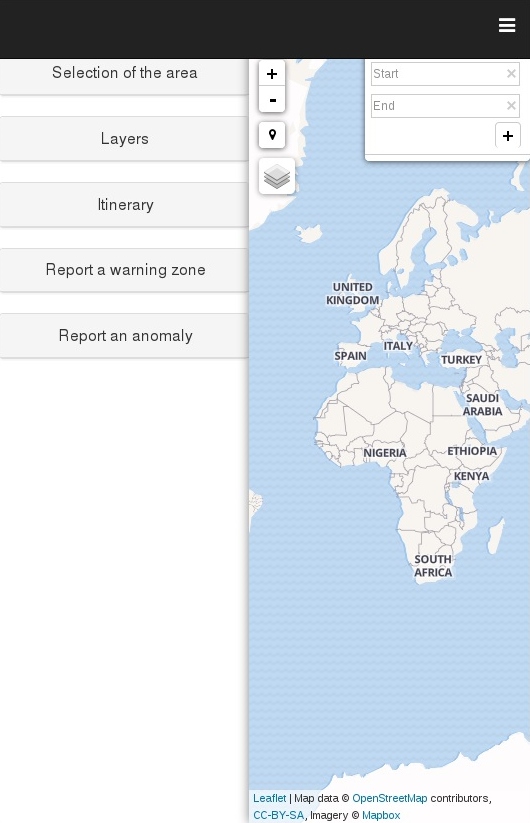 Selection of the area
Layers
Itinerary
Report a warning zone
Report an anomaly
+
-
Start ×
End ×
+
UNITED
KINGDOM
ITALY
SPAIN
TURKEY
SAUDI
ARABIA
NIGERIA
ETHIOPIA
KENYA
SOUTH
AFRICA
Leaflet | Map data © OpenStreetMap contributors,
CC-BY-SA, Imagery © Mapbox